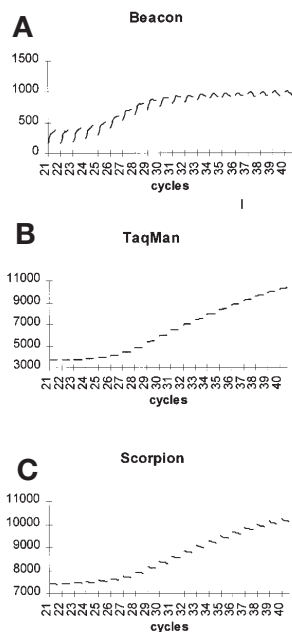 A
Beacon
1500
1000
500
0
21 22 23 24 25 26 27 28 29 30 31 32 33 34 35 36 37 38 39 40 41
cycles
B
TaqMan
11000
9000
7000
5000
3000
21 22 23 24 25 26 27 28 29 30 31 32 33 34 35 36 37 38 39 40
cycles
C
Scorpion
11000
10000
9000
8000
7000
21 22 23 24 25 26 27 28 29 30 31 32 33 34 35 36 37 38 39 40 41
cycles